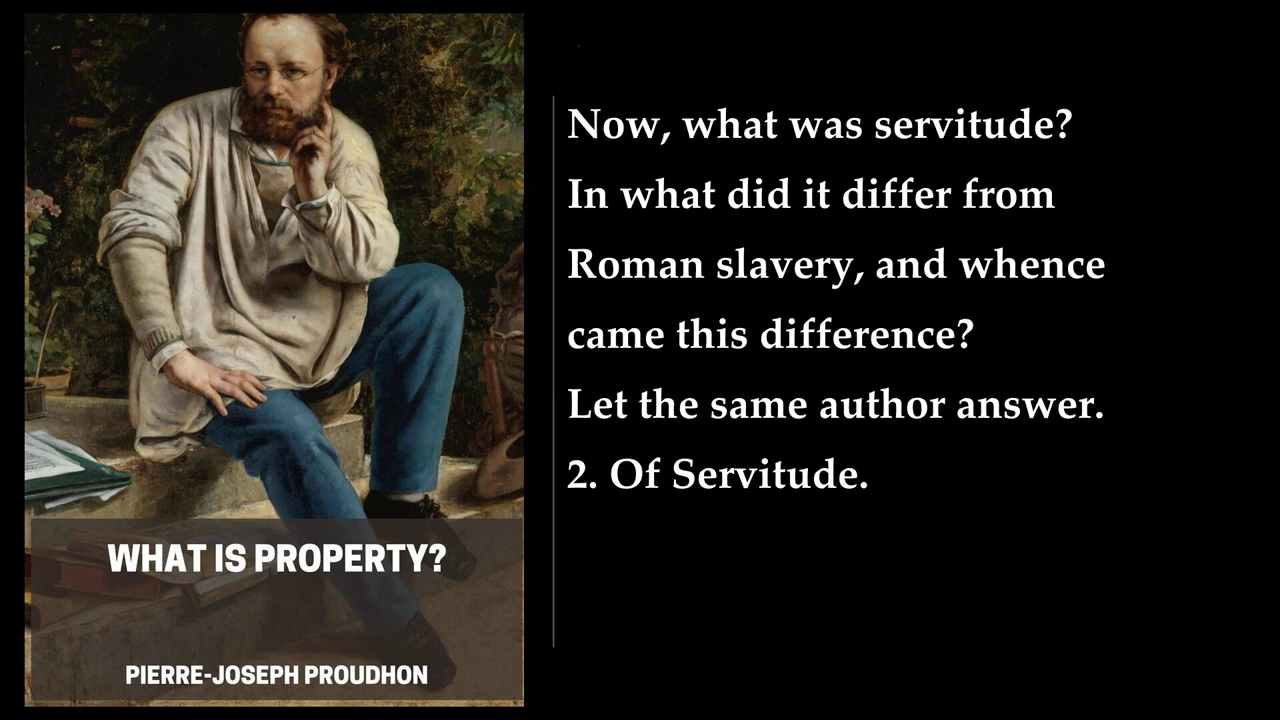 WHAT IS PROPERTY?
PIERRE-JOSEPH PROUDHON
Now, what was servitude?
In what did it differ from
Roman slavery, and whence
came this difference?
Let the same author answer.
2. Of Servitude.